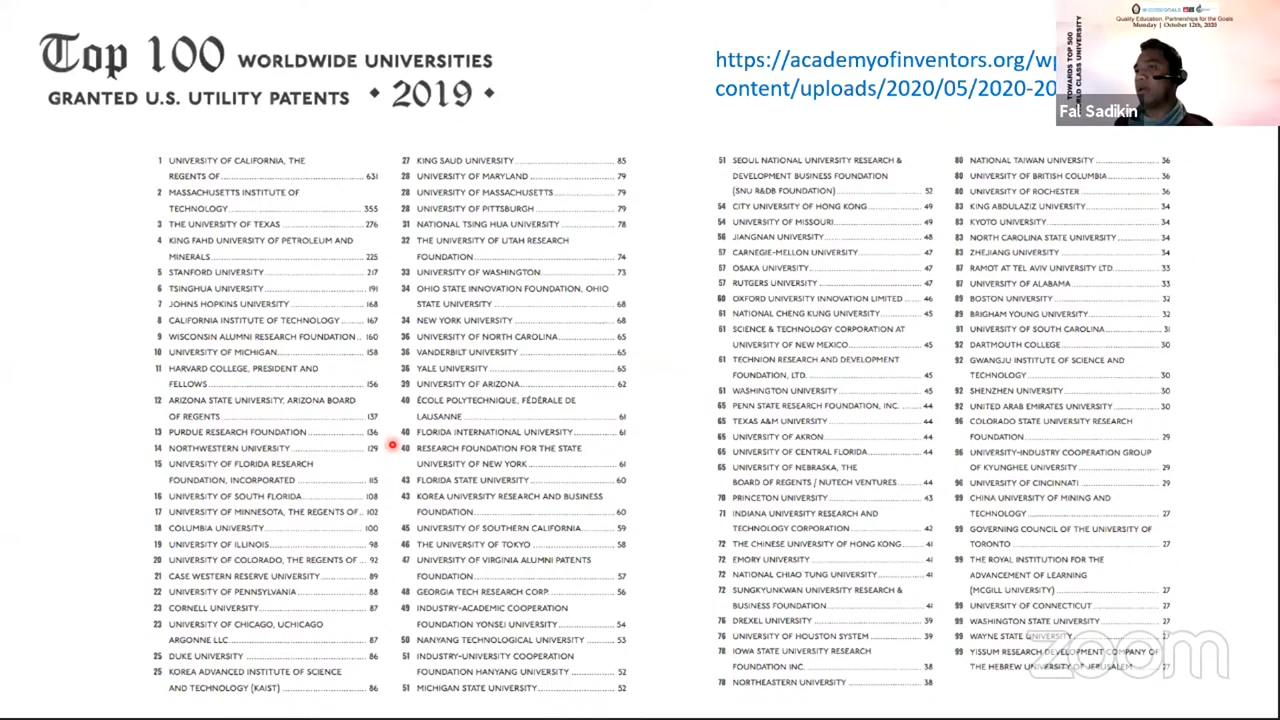 Top 100 WORLDWIDE UNIVERSITIES
GRANTED U.S. UTILITY PATENTS • 2019 •
https://academyofinventors.org/wp
content/uploads/2020/05/2020-20
Quality Education, Partnerships for the Goals
Monday | October 12th, 2020
TOWARDS TOP 500
RLD CLASS UNIVERSITY
Fal Sadikin
1 UNIVERSITY OF CALIFORNIA, THE
REGENTS OF 631
2 MASSACHUSETTS INSTITUTE OF
TECHNOLOGY 355
3 THE UNIVERSITY OF TEXAS 276
4 KING FAHD UNIVERSITY OF PETROLEUM AND
MINERALS 225
5 STANFORD UNIVERSITY 217
6 TSINGHUA UNIVERSITY 191
7 JOHNS HOPKINS UNIVERSITY 168
8 CALIFORNIA INSTITUTE OF TECHNOLOGY 167
9 WISCONSIN ALUMNI RESEARCH FOUNDATION 160
10 UNIVERSITY OF MICHIGAN 158
11 HARVARD COLLEGE, PRESIDENT AND
FELLOWS 156
12 ARIZONA STATE UNIVERSITY, ARIZONA BOARD
OF REGENTS 137
13 PURDUE RESEARCH FOUNDATION 136
14 NORTHWESTERN UNIVERSITY 129
15 UNIVERSITY OF FLORIDA RESEARCH
FOUNDATION, INCORPORATED 115
16 UNIVERSITY OF SOUTH FLORIDA 108
17 UNIVERSITY OF MINNESOTA, THE REGENTS OF 102
18 COLUMBIA UNIVERSITY 100
19 UNIVERSITY OF ILLINOIS 98
20 UNIVERSITY OF COLORADO, THE REGENTS OF 92
21 CASE WESTERN RESERVE UNIVERSITY 89
22 UNIVERSITY OF PENNSYLVANIA 88
23 CORNELL UNIVERSITY 87
23 UNIVERSITY OF CHICAGO, UCHICAGO
ARGONNE LLC 87
25 DUKE UNIVERSITY 86
25 KOREA ADVANCED INSTITUTE OF SCIENCE
AND TECHNOLOGY (KAIST) 86
27 KING SAUD UNIVERSITY 85
28 UNIVERSITY OF MARYLAND 79
28 UNIVERSITY OF MASSACHUSETTS 79
28 UNIVERSITY OF PITTSBURGH 79
31 NATIONAL TSING HUA UNIVERSITY 78
32 THE UNIVERSITY OF UTAH RESEARCH
FOUNDATION 74
33 UNIVERSITY OF WASHINGTON 73
34 OHIO STATE INNOVATION FOUNDATION, OHIO
STATE UNIVERSITY 68
34 NEW YORK UNIVERSITY 68
36 UNIVERSITY OF NORTH CAROLINA 65
36 VANDERBILT UNIVERSITY 65
36 YALE UNIVERSITY 65
39 UNIVERSITY OF ARIZONA 62
40 ÉCOLE POLYTECHNIQUE, FÉDÉRALE DE
LAUSANNE 61
40 FLORIDA INTERNATIONAL UNIVERSITY 61
40 RESEARCH FOUNDATION FOR THE STATE
UNIVERSITY OF NEW YORK 61
43 FLORIDA STATE UNIVERSITY 60
43 KOREA UNIVERSITY RESEARCH AND BUSINESS
FOUNDATION 60
45 UNIVERSITY OF SOUTHERN CALIFORNIA 59
46 THE UNIVERSITY OF TOKYO 58
47 UNIVERSITY OF VIRGINIA ALUMNI PATENTS
FOUNDATION 57
48 GEORGIA TECH RESEARCH CORP. 56
49 INDUSTRY-ACADEMIC COOPERATION
FOUNDATION YONSEI UNIVERSITY 54
50 NANYANG TECHNOLOGICAL UNIVERSITY 53
51 INDUSTRY-UNIVERSITY COOPERATION
FOUNDATION HANYANG UNIVERSITY 52
51 MICHIGAN STATE UNIVERSITY 52
51 SEOUL NATIONAL UNIVERSITY RESEARCH &
DEVELOPMENT BUSINESS FOUNDATION
(SNU R&DB FOUNDATION) 52
54 CITY UNIVERSITY OF HONG KONG 49
54 UNIVERSITY OF MISSOURI 49
56 JIANGNAN UNIVERSITY 48
57 CARNEGIE-MELLON UNIVERSITY 47
57 OSAKA UNIVERSITY 47
57 RUTGERS UNIVERSITY 47
60 OXFORD UNIVERSITY INNOVATION LIMITED 46
61 NATIONAL CHENG KUNG UNIVERSITY 45
61 SCIENCE & TECHNOLOGY CORPORATION AT
UNIVERSITY OF NEW MEXICO 45
61 TECHNION RESEARCH AND DEVELOPMENT
FOUNDATION, LTD. 45
61 WASHINGTON UNIVERSITY 45
65 PENN STATE RESEARCH FOUNDATION, INC. 44
65 TEXAS A&M UNIVERSITY 44
65 UNIVERSITY OF AKRON 44
65 UNIVERSITY OF CENTRAL FLORIDA 44
65 UNIVERSITY OF NEBRASKA, THE
BOARD OF REGENTS / NUTECH VENTURES 44
70 PRINCETON UNIVERSITY 43
71 INDIANA UNIVERSITY RESEARCH AND
TECHNOLOGY CORPORATION 42
72 THE CHINESE UNIVERSITY OF HONG KONG 41
72 EMORY UNIVERSITY 41
72 NATIONAL CHIAO TUNG UNIVERSITY 41
72 SUNGKYUNKWAN UNIVERSITY RESEARCH &
BUSINESS FOUNDATION 41
76 DREXEL UNIVERSITY 39
76 UNIVERSITY OF HOUSTON SYSTEM 39
78 IOWA STATE UNIVERSITY RESEARCH
FOUNDATION INC. 38
78 NORTHEASTERN UNIVERSITY 38
80 NATIONAL TAIWAN UNIVERSITY 36
80 UNIVERSITY OF BRITISH COLUMBIA 36
80 UNIVERSITY OF ROCHESTER 36
83 KING ABDULAZIZ UNIVERSITY 34
83 KYOTO UNIVERSITY 34
83 NORTH CAROLINA STATE UNIVERSITY 34
83 ZHEJIANG UNIVERSITY 34
87 RAMOT AT TEL AVIV UNIVERSITY LTD. 33
87 UNIVERSITY OF ALABAMA 33
89 BOSTON UNIVERSITY 32
89 BRIGHAM YOUNG UNIVERSITY 32
91 UNIVERSITY OF SOUTH CAROLINA 31
92 DARTMOUTH COLLEGE 30
92 GWANGJU INSTITUTE OF SCIENCE AND
TECHNOLOGY 30
92 SHENZHEN UNIVERSITY 30
92 UNITED ARAB EMIRATES UNIVERSITY 30
96 COLORADO STATE UNIVERSITY RESEARCH
FOUNDATION 29
96 UNIVERSITY-INDUSTRY COOPERATION GROUP
OF KYUNGHEE UNIVERSITY 29
96 UNIVERSITY OF CINCINNATI 29
99 CHINA UNIVERSITY OF MINING AND
TECHNOLOGY 27
99 GOVERNING COUNCIL OF THE UNIVERSITY OF
TORONTO 27
99 THE ROYAL INSTITUTION FOR THE
ADVANCEMENT OF LEARNING
(MCGILL UNIVERSITY) 27
99 UNIVERSITY OF CONNECTICUT 27
99 WASHINGTON STATE UNIVERSITY 27
99 WAYNE STATE UNIVERSITY 27
99 YISSUM RESEARCH DEVELOPMENT COMPANY OF
THE HEBREW UNIVERSITY OF JERUSALEM 27
zoom